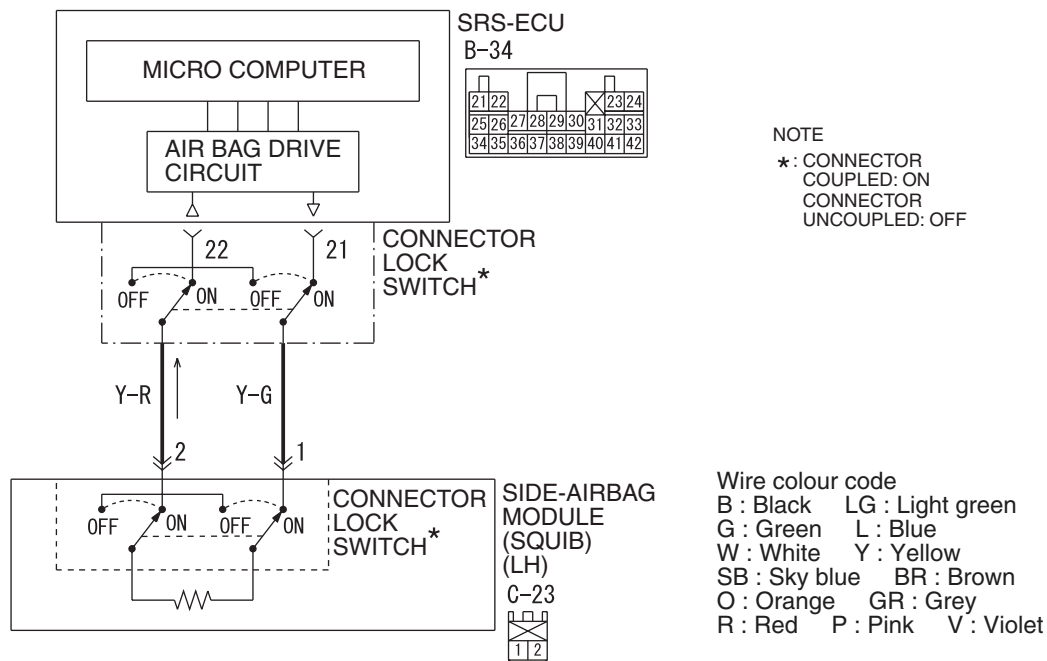 SRS-ECU
B-34
MICRO COMPUTER
21 22 23 24
25 26 27 28 29 30 31 32 33
34 35 36 37 38 39 40 41 42
AIR BAG DRIVE
CIRCUIT
NOTE
*: CONNECTOR
COUPLED: ON
CONNECTOR
UNCOUPLED: OFF
22 21
CONNECTOR
LOCK
SWITCH*
OFF ON OFF ON
Y-R Y-G
2 1
CONNECTOR
LOCK
SWITCH*
OFF ON OFF ON
SIDE-AIRBAG
MODULE
(SQUIB)
(LH)
C-23
1 2
Wire colour code
B : Black LG : Light green
G : Green L : Blue
W : White Y : Yellow
SB : Sky blue BR : Brown
O : Orange GR : Grey
R : Red P : Pink V : Violet